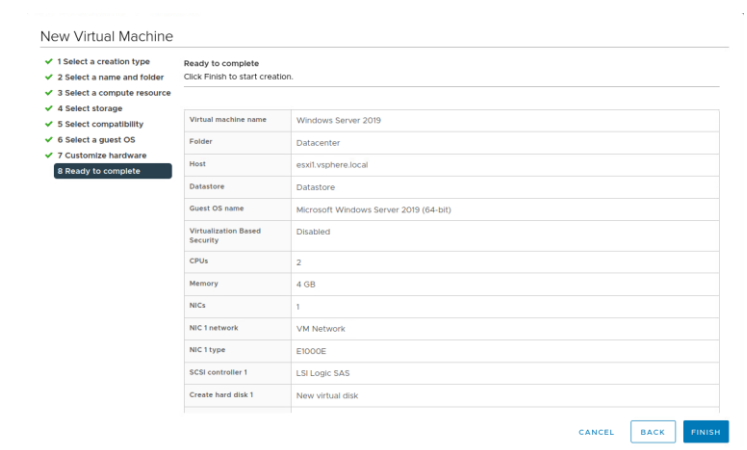 New Virtual Machine
1 Select a creation type
2 Select a name and folder
3 Select a compute resource
4 Select storage
5 Select compatibility
6 Select a guest OS
7 Customize hardware
8 Ready to complete
Ready to complete
Click Finish to start creation.
Virtual machine name Windows Server 2019
Folder Datacenter
Host esxi1.vsphere.local
Datastore Datastore
Guest OS name Microsoft Windows Server 2019 (64-bit)
Virtualization Based Disabled
Security
CPUs 2
Memory 4 GB
NICs 1
NIC 1 network VM Network
NIC 1 type E1000E
SCSI controller 1 LSI Logic SAS
Create hard disk 1 New virtual disk
CANCEL BACK FINISH